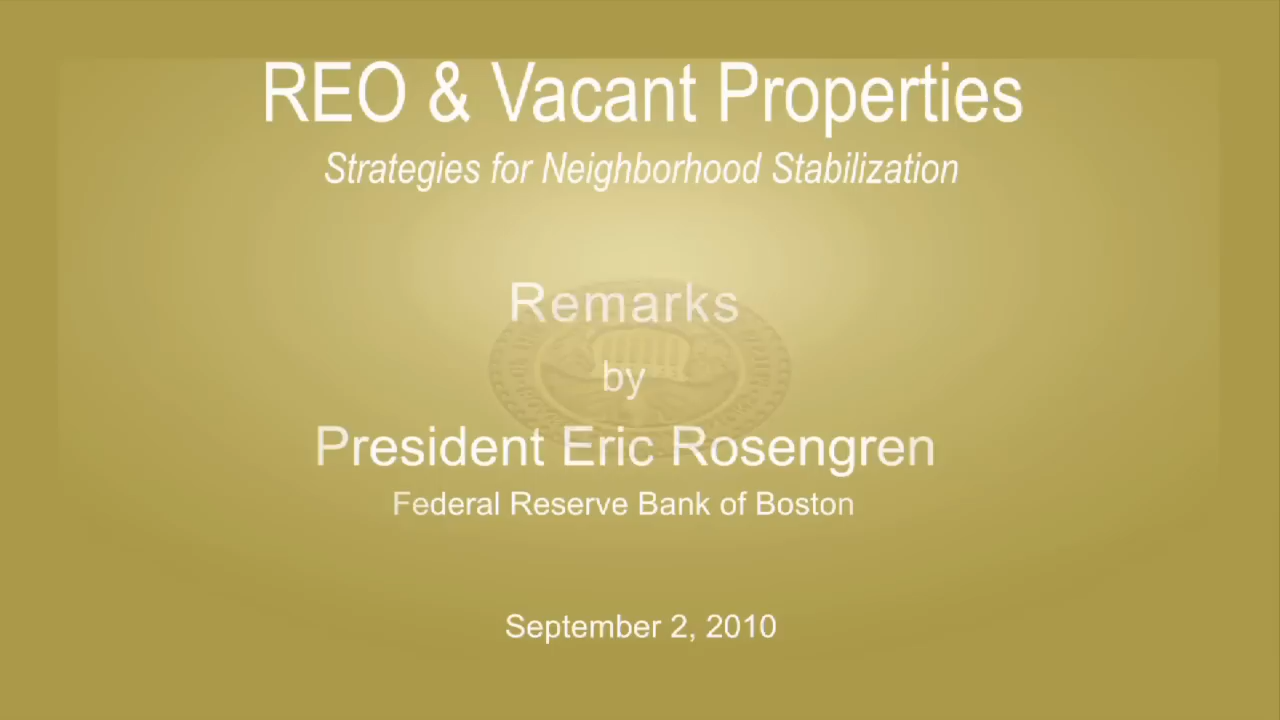 REO & Vacant Properties
Strategies for Neighborhood Stabilization
Remarks
by
President Eric Rosengren
Federal Reserve Bank of Boston
September 2, 2010